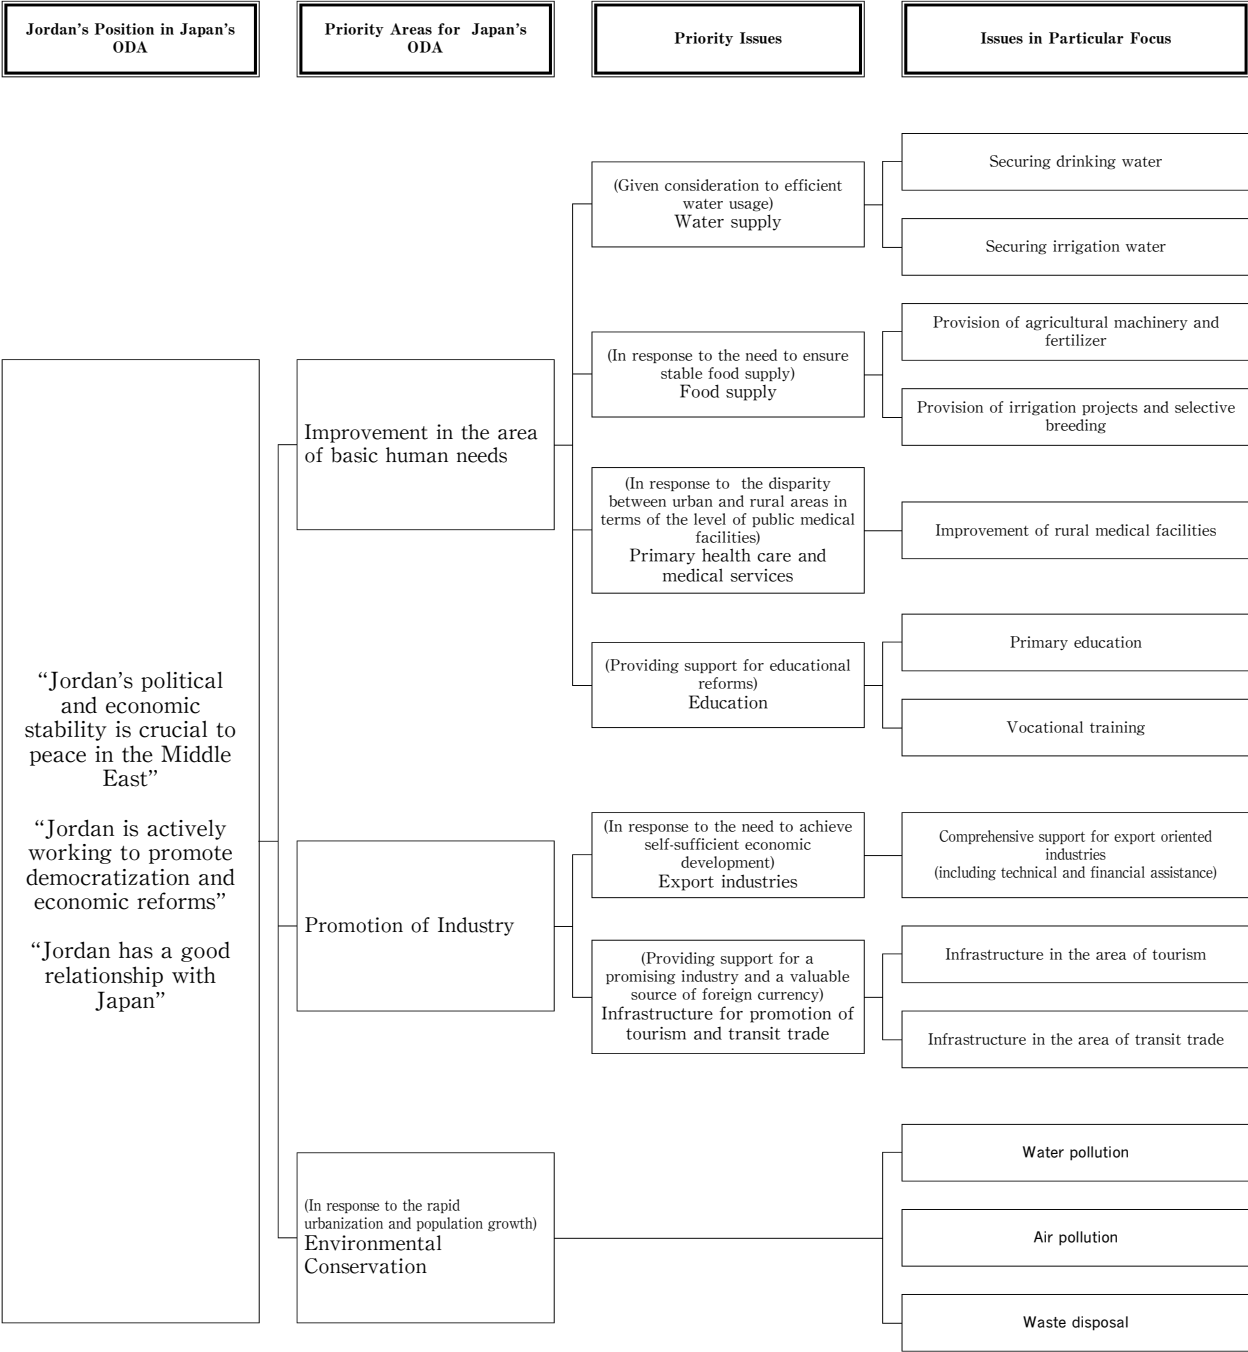 Jordan's Position in Japan's
ODA
Priority Areas for Japan's
ODA
Priority Issues
Issues in Particular Focus
“Jordan's political
and economic
stability is crucial to
peace in the Middle
East”
“Jordan is actively
working to promote
democratization and
economic reforms”
“Jordan has a good
relationship with
Japan”
Improvement in the area
of basic human needs
(Given consideration to efficient
water usage)
Water supply
Securing drinking water
Securing irrigation water
(In response to the need to ensure
stable food supply)
Food supply
Provision of agricultural machinery and
fertilizer
Provision of irrigation projects and selective
breeding
(In response to the disparity
between urban and rural areas in
terms of the level of public medical
facilities)
Primary health care and
medical services
Improvement of rural medical facilities
(Providing support for educational
reforms)
Education
Primary education
Vocational training
Promotion of Industry
(In response to the need to achieve
self-sufficient economic
development)
Export industries
Comprehensive support for export oriented
industries
(including technical and financial assistance)
(Providing support for a
promising industry and a valuable
source of foreign currency)
Infrastructure for promotion of
tourism and transit trade
Infrastructure in the area of tourism
Infrastructure in the area of transit trade
(In response to the rapid
urbanization and population growth)
Environmental
Conservation
Water pollution
Air pollution
Waste disposal